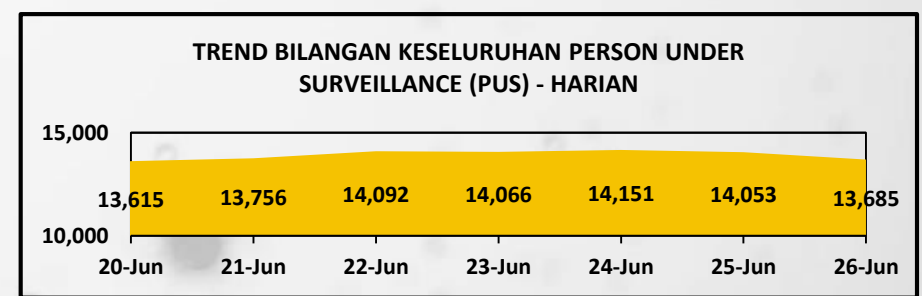 TREND BILANGAN KESELURUHAN PERSON UNDER
SURVEILLANCE (PUS) - HARIAN
15,000
13,615 13,756 14,092 14,066 14,151 14,053 13,685
10,000
20-Jun 21-Jun 22-Jun 23-Jun 24-Jun 25-Jun 26-Jun